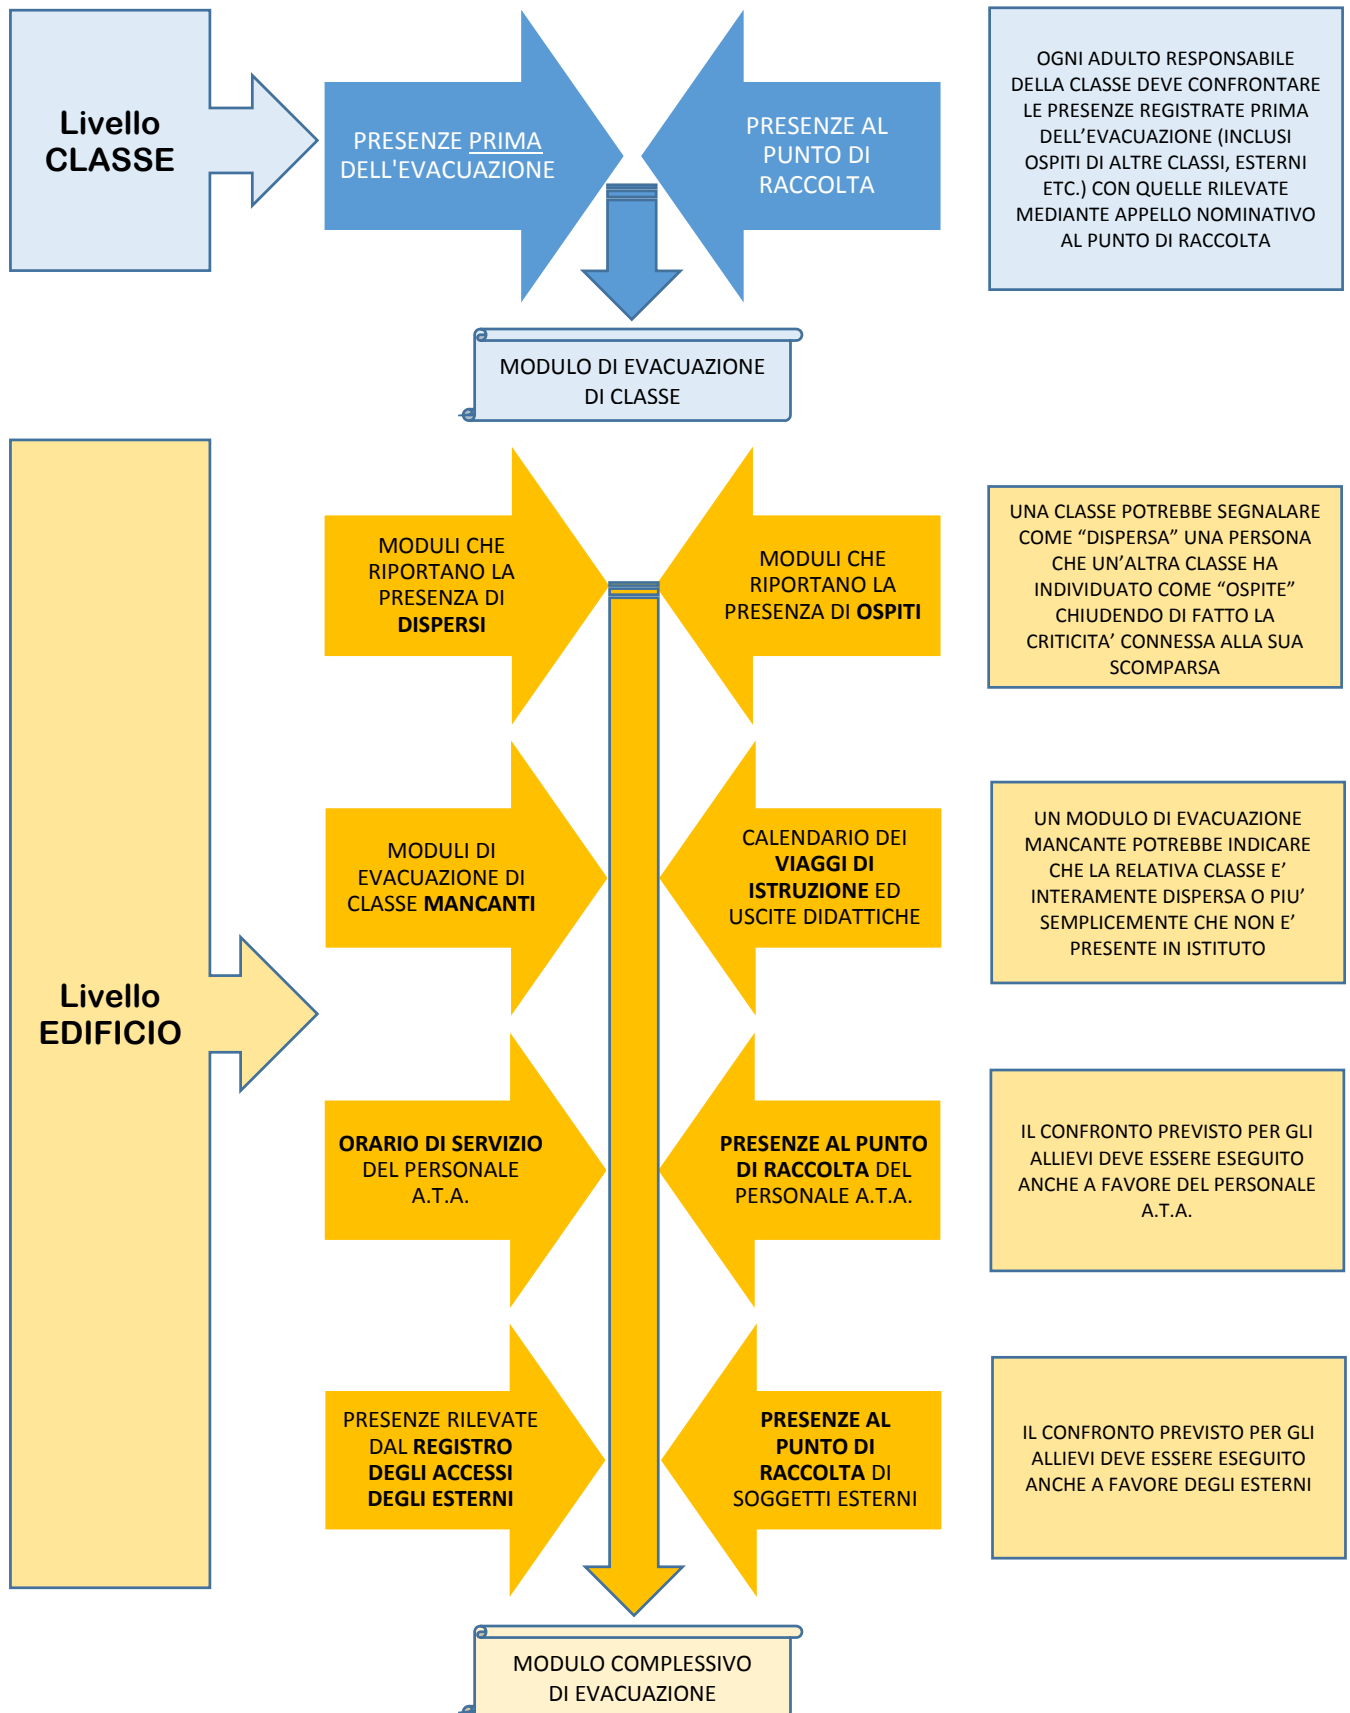 Livello
CLASSE
PRESENZE PRIMA
DELL'EVACUAZIONE
PRESENZE AL
PUNTO DI
RACCOLTA
OGNI ADULTO RESPONSABILE
DELLA CLASSE DEVE CONFRONTARE
LE PRESENZE REGISTRATE PRIMA
DELL’EVACUAZIONE (INCLUSI
OSPITI DI ALTRE CLASSI, ESTERNI
ETC.) CON QUELLE RILEVATE
MEDIANTE APPELLO NOMINATIVO
AL PUNTO DI RACCOLTA
MODULO DI EVACUAZIONE
DI CLASSE
Livello
EDIFICIO
MODULI CHE
RIPORTANO LA
PRESENZA DI
DISPERSI
MODULI CHE
RIPORTANO LA
PRESENZA DI OSPITI
UNA CLASSE POTREBBE SEGNALARE
COME “DISPERSA” UNA PERSONA
CHE UN’ALTRA CLASSE HA
INDIVIDUATO COME “OSPITE”
CHIUDENDO DI FATTO LA
CRITICITA’ CONNESSA ALLA SUA
SCOMPARSA
MODULI DI
EVACUAZIONE DI
CLASSE MANCANTI
CALENDARIO DEI
VIAGGI DI
ISTRUZIONE ED
USCITE DIDATTICHE
UN MODULO DI EVACUAZIONE
MANCANTE POTREBBE INDICARE
CHE LA RELATIVA CLASSE E’
INTERAMENTE DISPERSA O PIU’
SEMPLICEMENTE CHE NON E’
PRESENTE IN ISTITUTO
ORARIO DI SERVIZIO
DEL PERSONALE
A.T.A.
PRESENZE AL PUNTO
DI RACCOLTA DEL
PERSONALE A.T.A.
IL CONFRONTO PREVISTO PER GLI
ALLIEVI DEVE ESSERE ESEGUITO
ANCHE A FAVORE DEL PERSONALE
A.T.A.
PRESENZE RILEVATE
DAL REGISTRO
DEGLI ACCESSI
DEGLI ESTERNI
PRESENZE AL
PUNTO DI
RACCOLTA DI
SOGGETTI ESTERNI
IL CONFRONTO PREVISTO PER GLI
ALLIEVI DEVE ESSERE ESEGUITO
ANCHE A FAVORE DEGLI ESTERNI
MODULO COMPLESSIVO
DI EVACUAZIONE